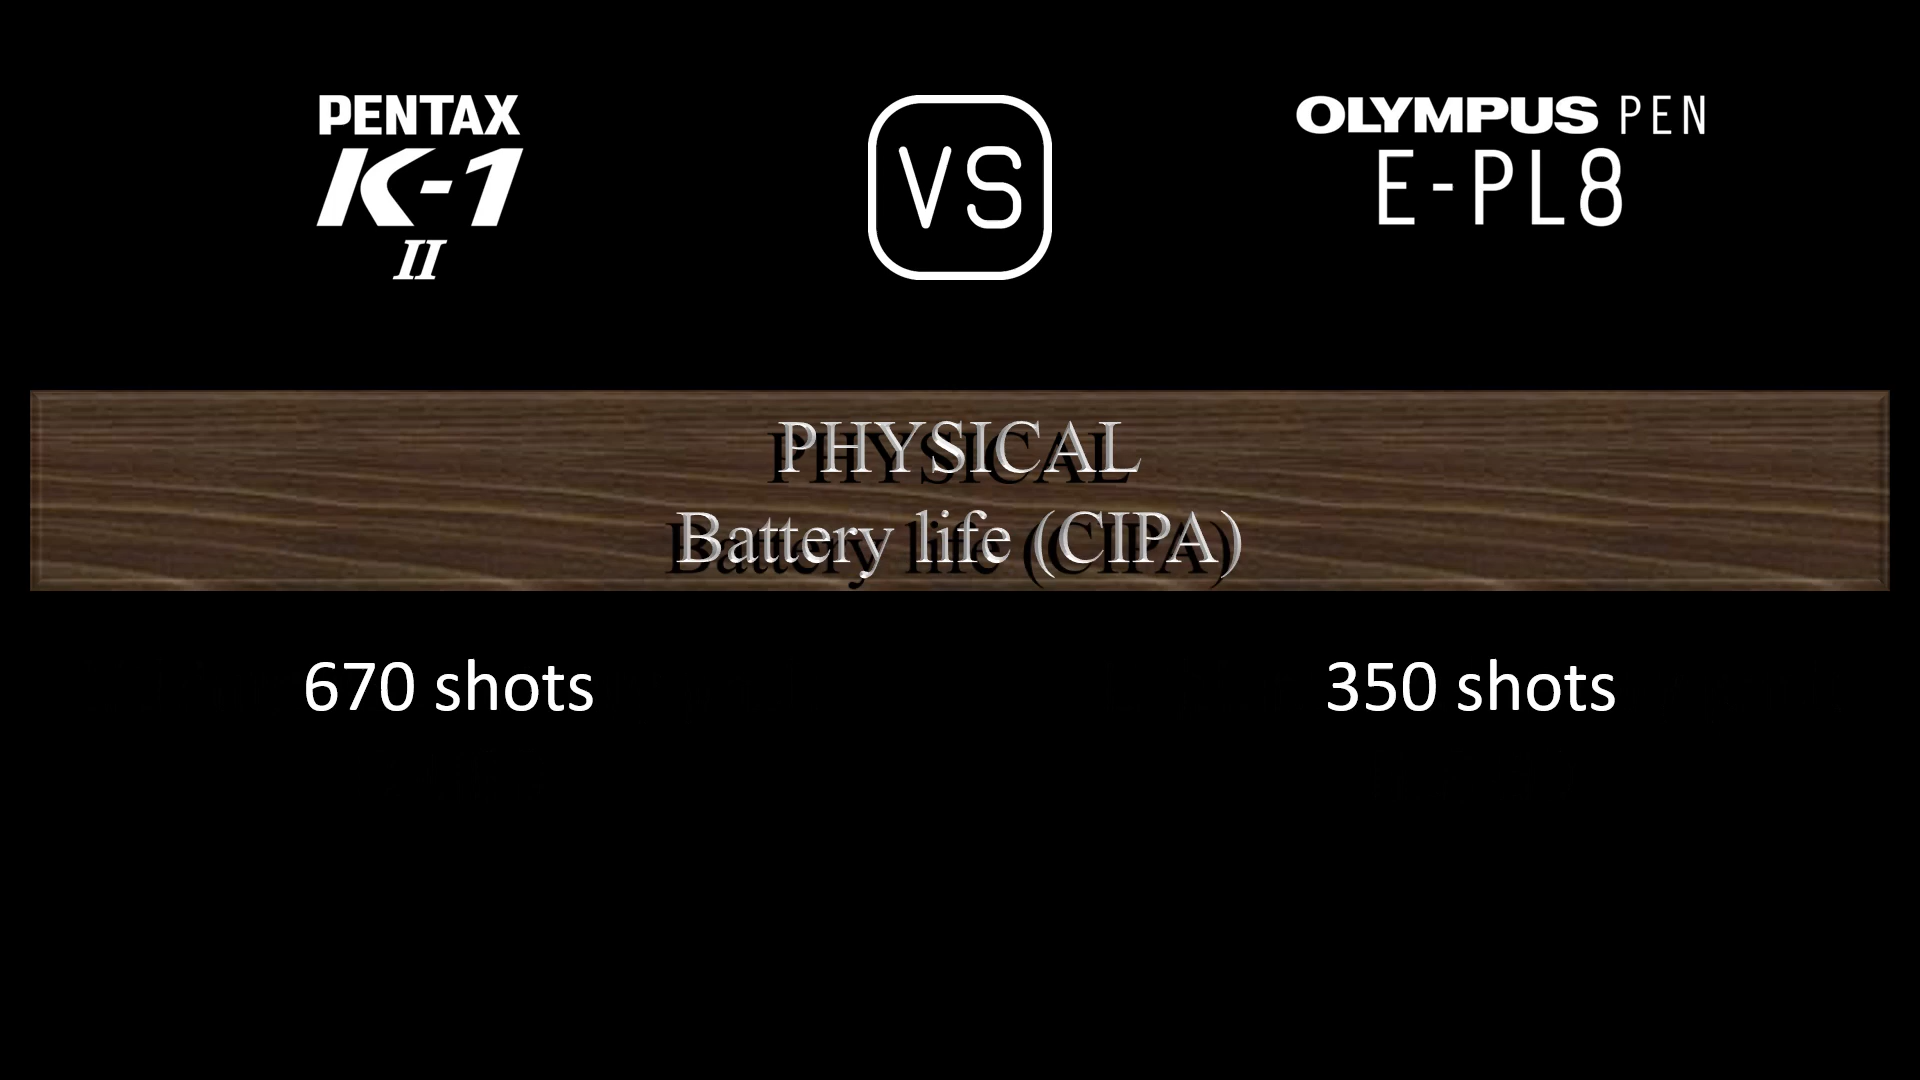 PENTAX
K-1
II
VS
OLYMPUS PEN
E-PL8
PHYSICAL
Battery life (CIPA)
670 shots
350 shots